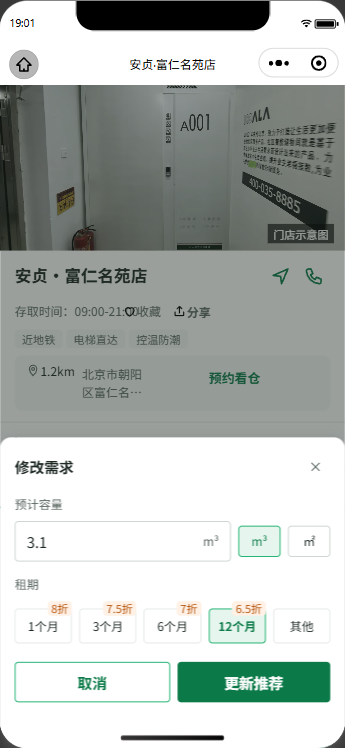 19:01
安贞·富仁名苑店
A001
400-035-8885
门店示意图
安贞·富仁名苑店
存取时间：09:00-21:00 收藏 分享
近地铁 电梯直达 控温防潮
1.2km 北京市朝阳
区富仁名… 预约看仓
修改需求
预计容量
3.1 m³ m³ ㎡
租期
8折 7.5折 7折 6.5折
1个月 3个月 6个月 12个月 其他
取消 更新推荐